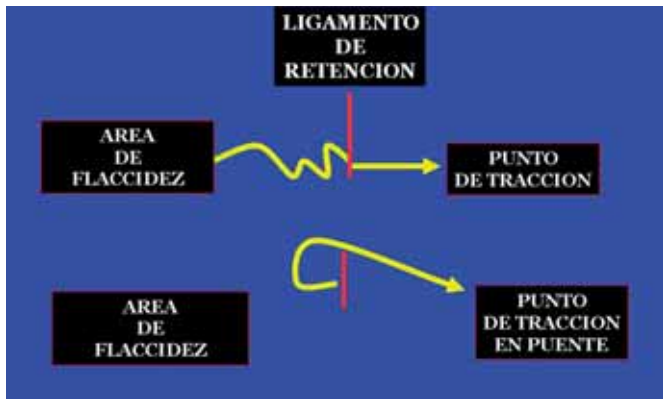 LIGAMENTO
DE
RETENCION
AREA
DE
FLACCIDEZ
PUNTO
DE TRACCION
AREA
DE
FLACCIDEZ
PUNTO
DE TRACCION
EN PUENTE